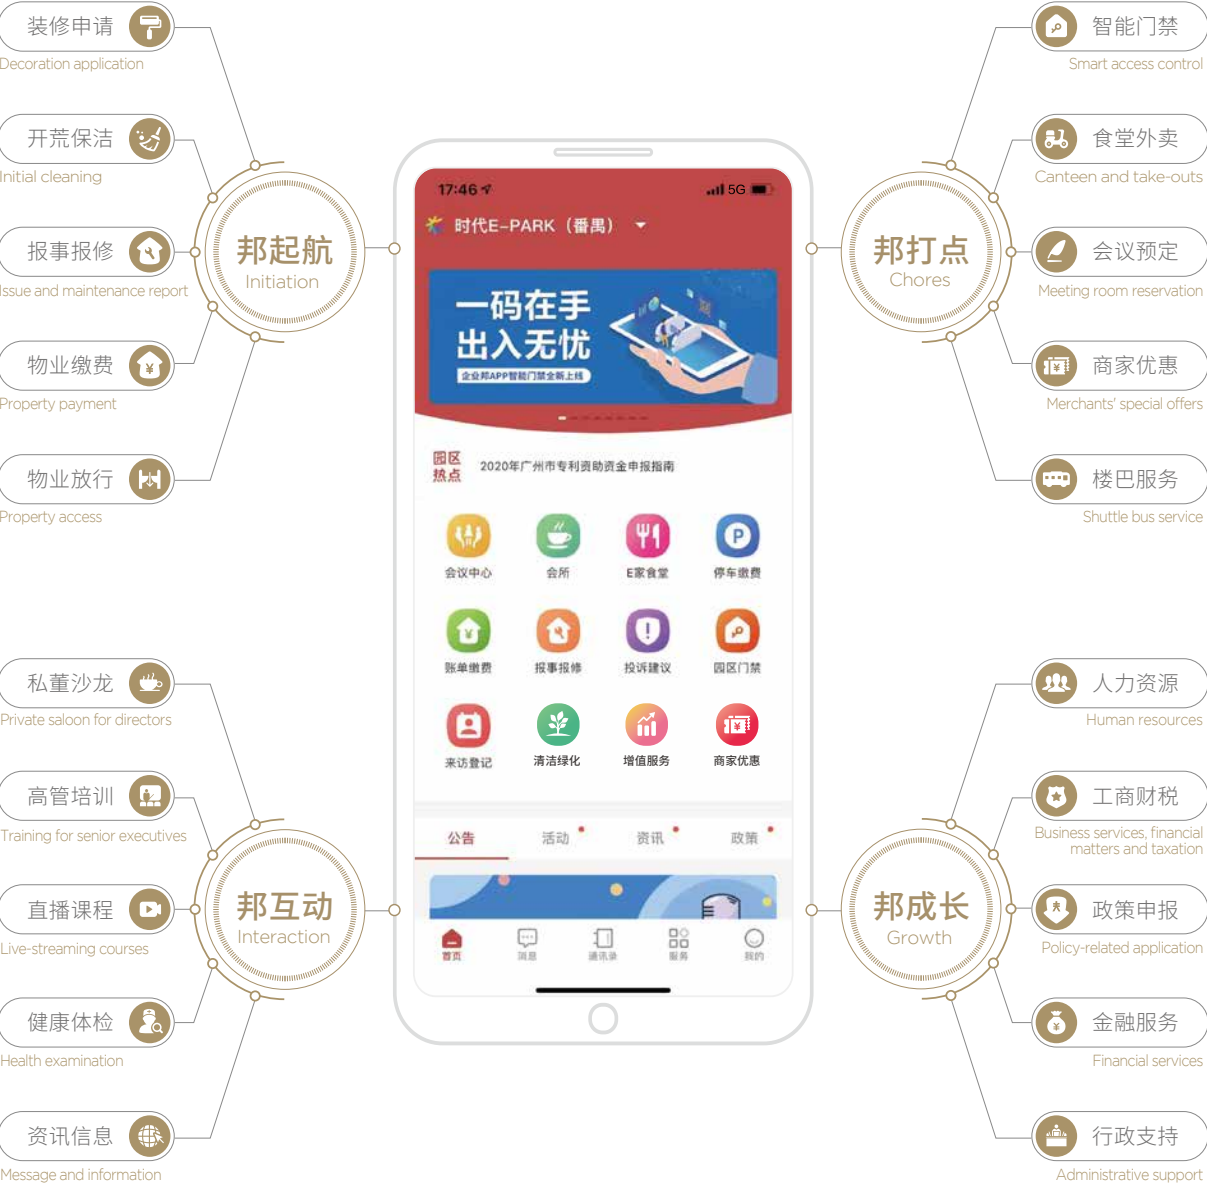 装修申请
Decoration application
开荒保洁
Initial cleaning
报事报修
Issue and maintenance report
物业缴费
Property payment
物业放行
Property access
邦起航
Initiation
私董沙龙
Private saloon for directors
高管培训
Training for senior executives
直播课程
Live-streaming courses
健康体检
Health examination
资讯信息
Message and information
邦互动
Interaction
17:46
5G
时代E-PARK（番禺）
一码在手
出入无忧
企业邦APP智能门禁全新上线
园区
热点
2020年广州市专利资助资金申报指南
会议中心
会所
E家食堂
P
停车缴费
账单缴费
报事报修
投诉建议
园区门禁
来访登记
清洁绿化
增值服务
商家优惠
公告
活动
资讯
政策
首页
消息
通讯录
服务
我的
智能门禁
Smart access control
食堂外卖
Canteen and take-outs
会议预定
Meeting room reservation
商家优惠
Merchants' special offers
楼巴服务
Shuttle bus service
邦打点
Chores
人力资源
Human resources
工商财税
Business services, financial
matters and taxation
政策申报
Policy-related application
金融服务
Financial services
行政支持
Administrative support
邦成长
Growth